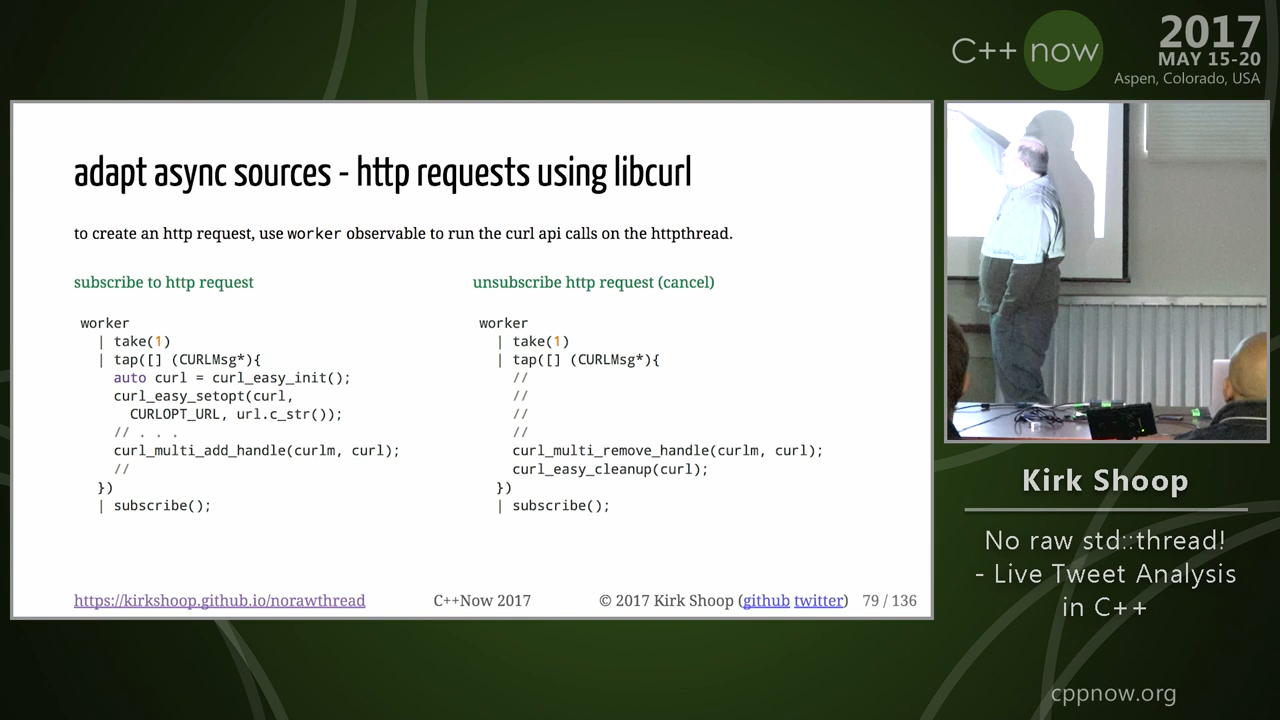 C++ now
2017
MAY 15-20
Aspen, Colorado, USA
adapt async sources - http requests using libcurl
to create an http request, use worker observable to run the curl api calls on the httpthread.
subscribe to http request
worker
| take(1)
| tap([] (CURLMsg*){
auto curl = curl_easy_init();
curl_easy_setopt(curl,
CURLOPT_URL, url.c_str());
// . . .
curl_multi_add_handle(curlm, curl);
//
})
| subscribe();
unsubscribe http request (cancel)
worker
| take(1)
| tap([] (CURLMsg*){
//
//
//
//
curl_multi_remove_handle(curlm, curl);
curl_easy_cleanup(curl);
})
| subscribe();
https://kirkshoop.github.io/norawthread
C++Now 2017
© 2017 Kirk Shoop (github twitter)
79 / 136
Kirk Shoop
No raw std::thread!
- Live Tweet Analysis
in C++
cppnow.org